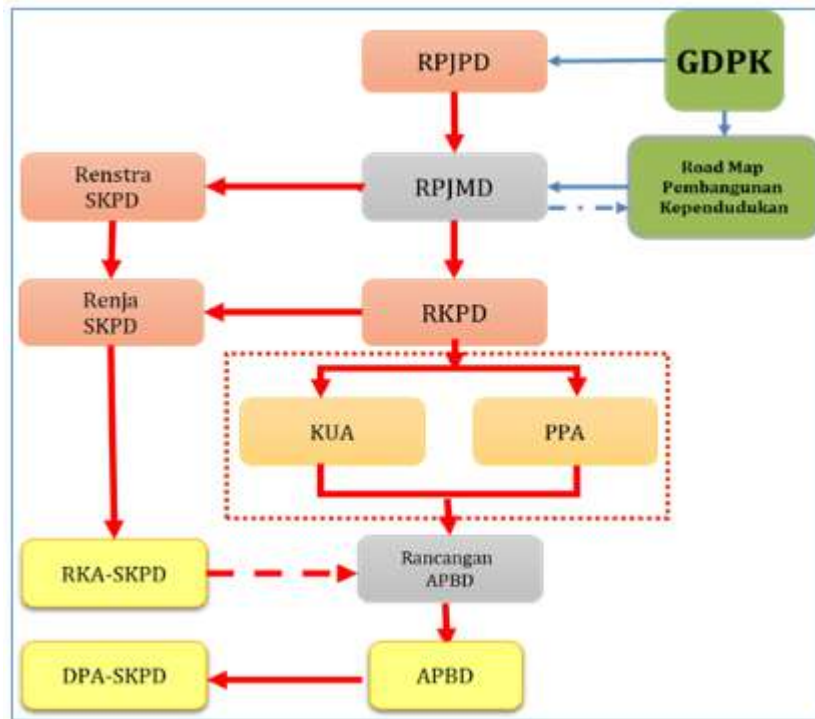 RPJPD
GDPK
Renstra
SKPD
RPJMD
Road Map
Pembangunan
Kependudukan
Renja
SKPD
RKPD
KUA
PPA
RKA-SKPD
Rancangan
APBD
DPA-SKPD
APBD